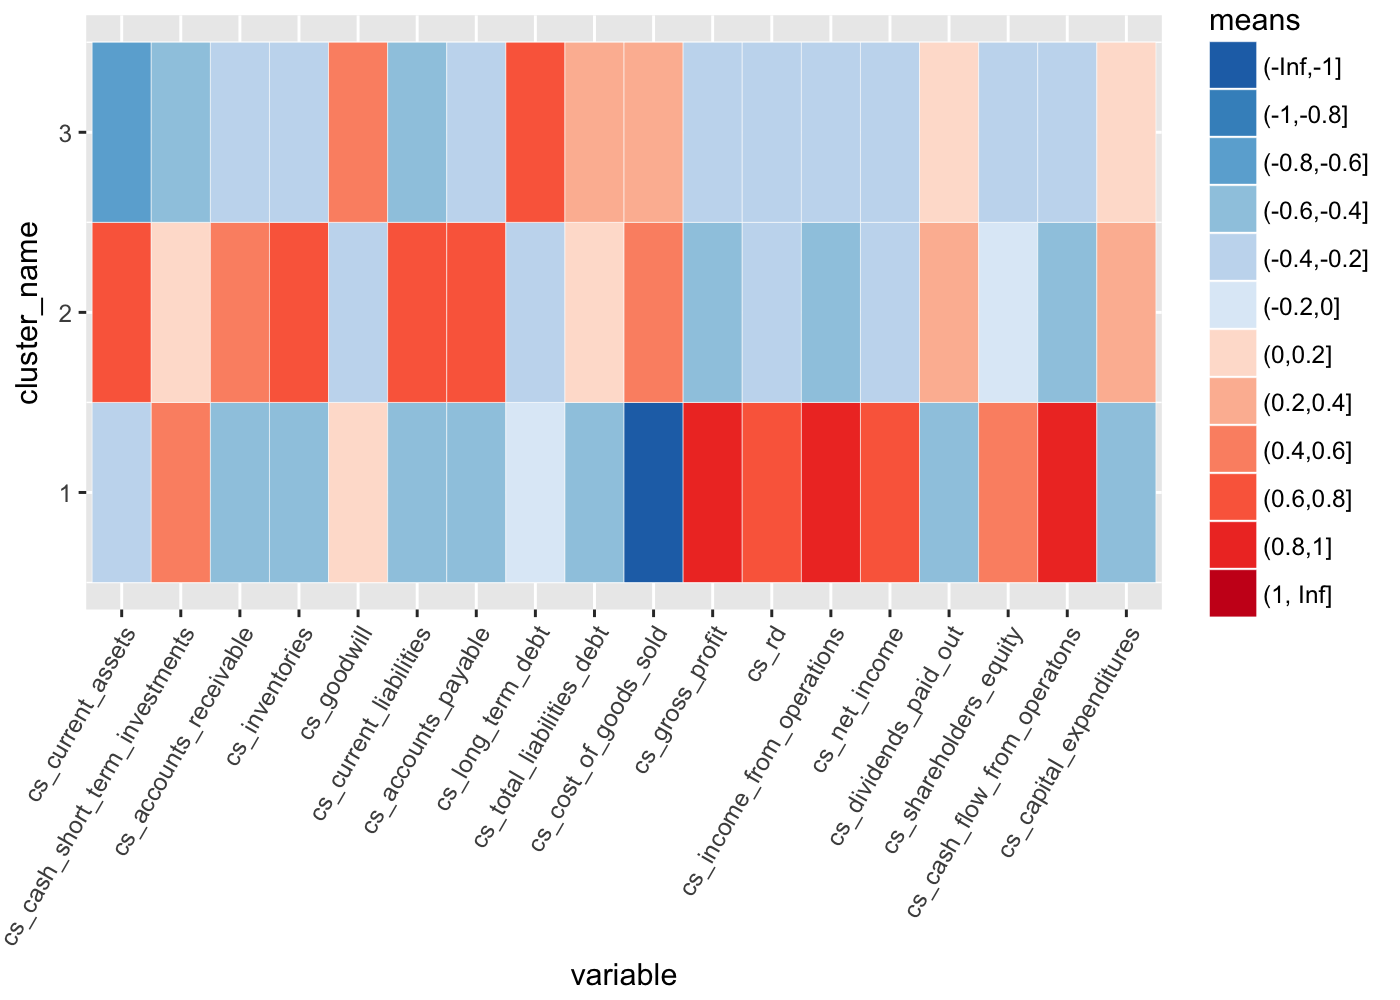 means
(-Inf,-1]
(-1,-0.8]
(-0.8,-0.6]
(-0.6,-0.4]
(-0.4,-0.2]
(-0.2,0]
(0,0.2]
(0.2,0.4]
(0.4,0.6]
(0.6,0.8]
(0.8,1]
(1, Inf]
cluster_name
3
2
1
cs_current_assets
cs_cash_short_term_investments
cs_accounts_receivable
cs_inventories
cs_goodwill
cs_current_liabilities
cs_accounts_payable
cs_long_term_debt
cs_total_liabilities_debt
cs_cost_of_goods_sold
cs_gross_profit
cs_rd
cs_income_from_operations
cs_net_income
cs_dividends_paid_out
cs_shareholders_equity
cs_cash_flow_from_operatons
cs_capital_expenditures
variable